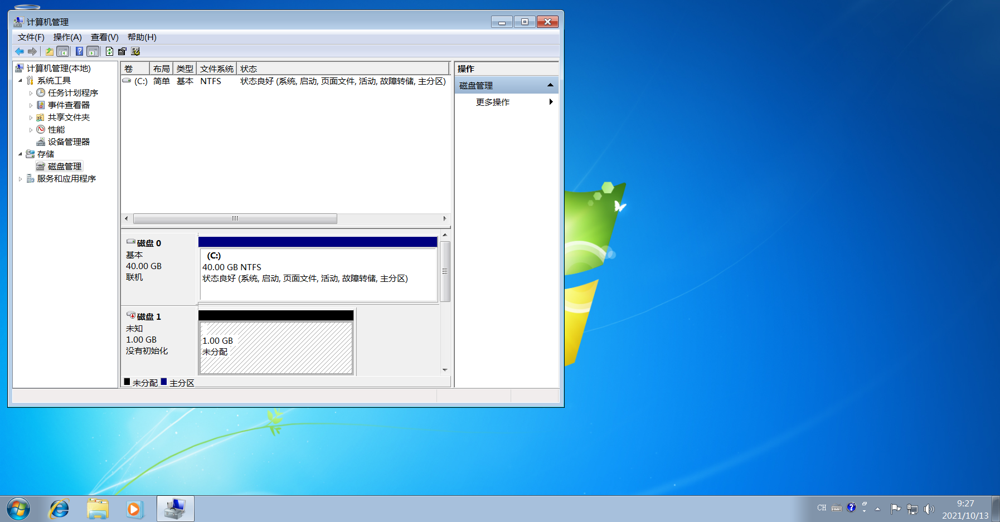 计算机管理
文件(F) 操作(A) 查看(V) 帮助(H)
计算机管理(本地)
系统工具
任务计划程序
事件查看器
共享文件夹
性能
设备管理器
存储
磁盘管理
服务和应用程序
卷 布局 类型 文件系统 状态
(C:) 简单 基本 NTFS 状态良好 (系统, 启动, 页面文件, 活动, 故障转储, 主分区)
磁盘 0
基本
40.00 GB
联机
(C:)
40.00 GB NTFS
状态良好 (系统, 启动, 页面文件, 活动, 故障转储, 主分区)
磁盘 1
未知
1.00 GB
没有初始化
1.00 GB
未分配
未分配 主分区
操作
磁盘管理
更多操作
CH
9:27
2021/10/13